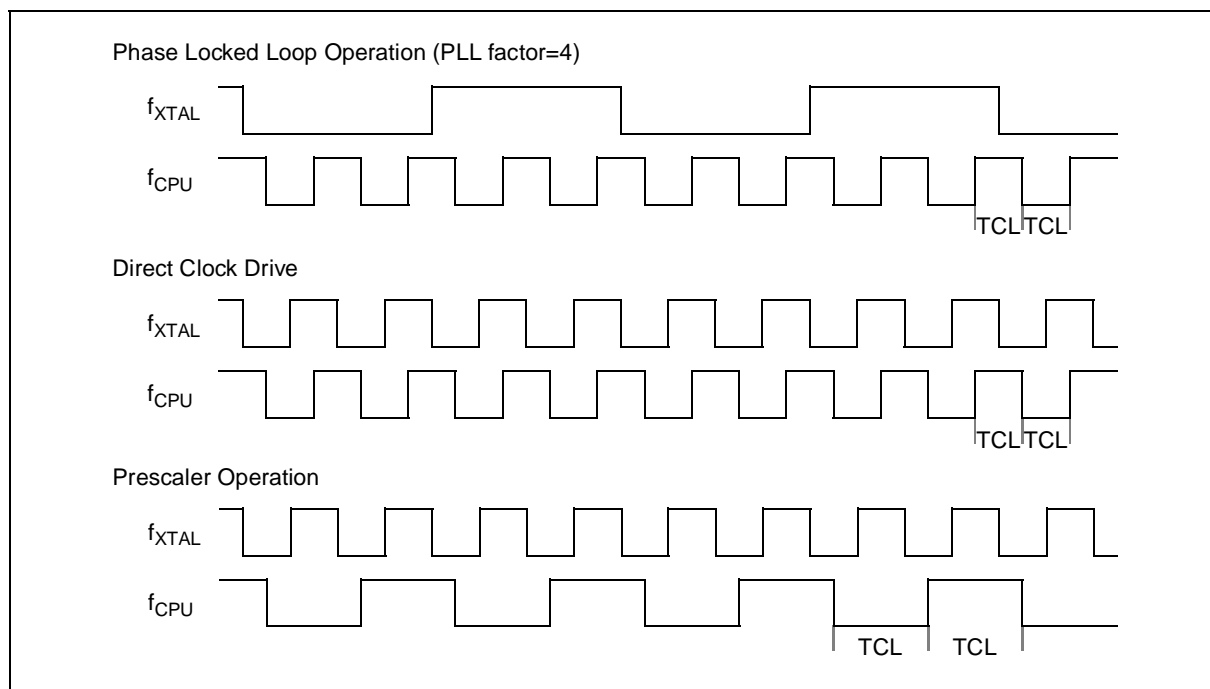 Phase Locked Loop Operation (PLL factor=4)
fXTAL
fCPU
TCL TCL
Direct Clock Drive
fXTAL
fCPU
TCL TCL
Prescaler Operation
fXTAL
fCPU
TCL TCL